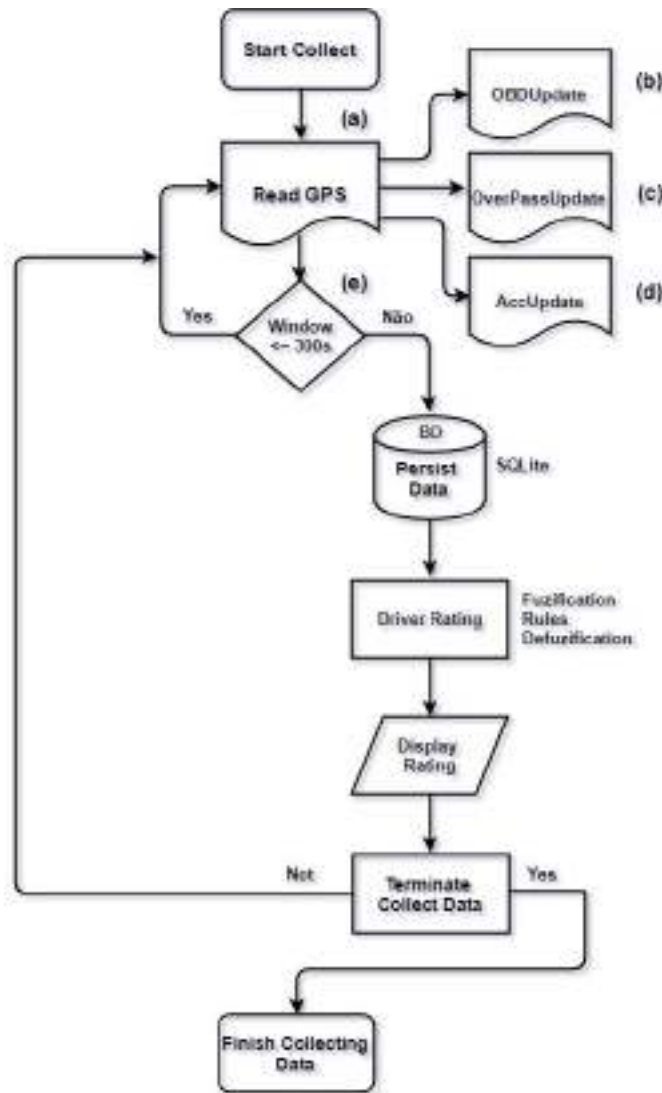 Start Collect
(a)
OBDUpdate
(b)
Read GPS
OverPassUpdate
(c)
AccUpdate
(d)
(e)
Yes
Window
<= 300s
Não
BD
Persist
Data
SQLite
Driver Rating
Fuzification
Rules
Defuzification
Display
Rating
Not
Terminate
Collect Data
Yes
Finish Collecting
Data